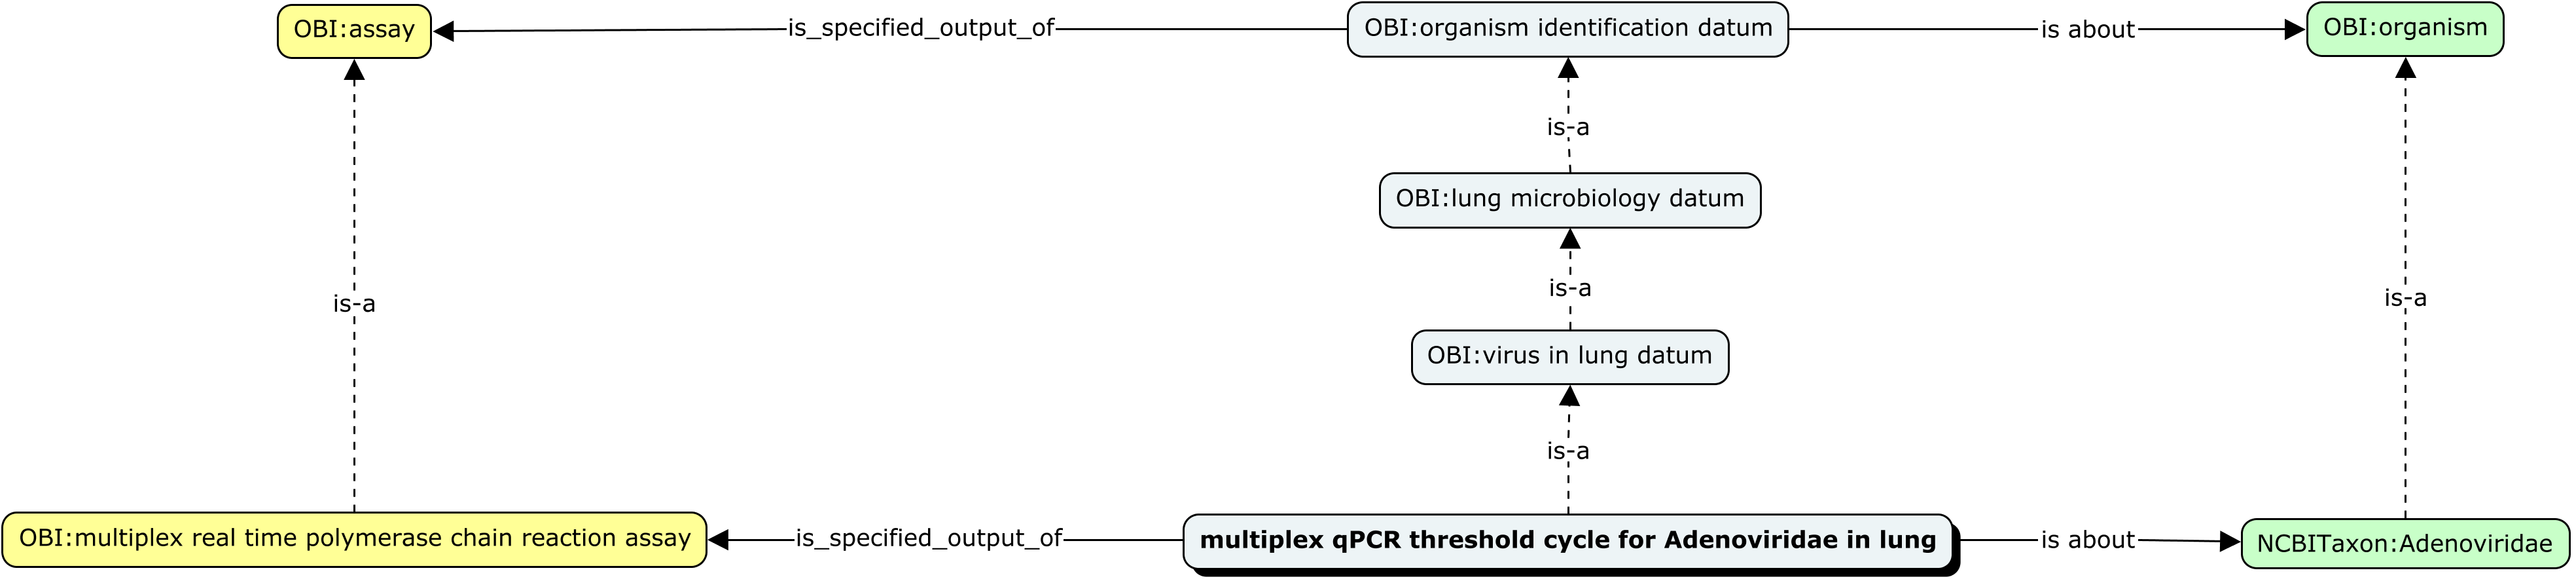 OBI:assay
is_specified_output_of
OBI:organism identification datum
is about
OBI:organism
is-a
OBI:lung microbiology datum
is-a
is-a
is-a
OBI:virus in lung datum
is-a
OBI:multiplex real time polymerase chain reaction assay
is_specified_output_of
multiplex qPCR threshold cycle for Adenoviridae in lung
is about
NCBITaxon:Adenoviridae